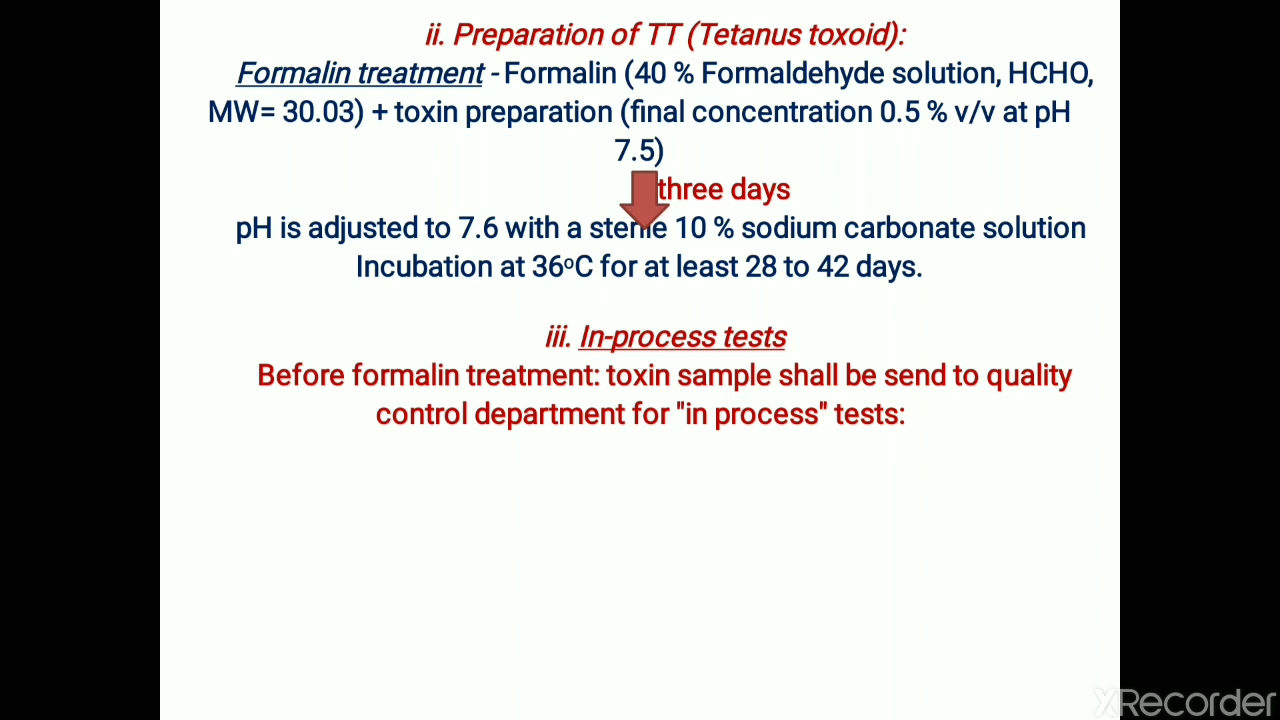 ii. Preparation of TT (Tetanus toxoid):
Formalin treatment - Formalin (40 % Formaldehyde solution, HCHO,
MW= 30.03) + toxin preparation (final concentration 0.5 % v/v at pH
7.5)
three days
pH is adjusted to 7.6 with a sterile 10 % sodium carbonate solution
Incubation at 36ºC for at least 28 to 42 days.
iii. In-process tests
Before formalin treatment: toxin sample shall be send to quality
control department for "in process" tests:
XRecorder